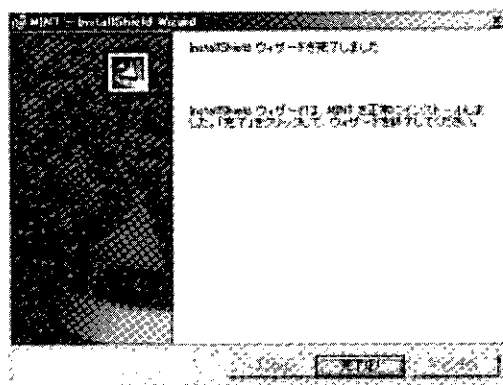 MINT - InstallShield Wizard
InstallShield ウィザードを完了しました
InstallShield ウィザードは、MINT を正常にインストールしま
した。「完了」をクリックして、ウィザードを終了してください。
完了